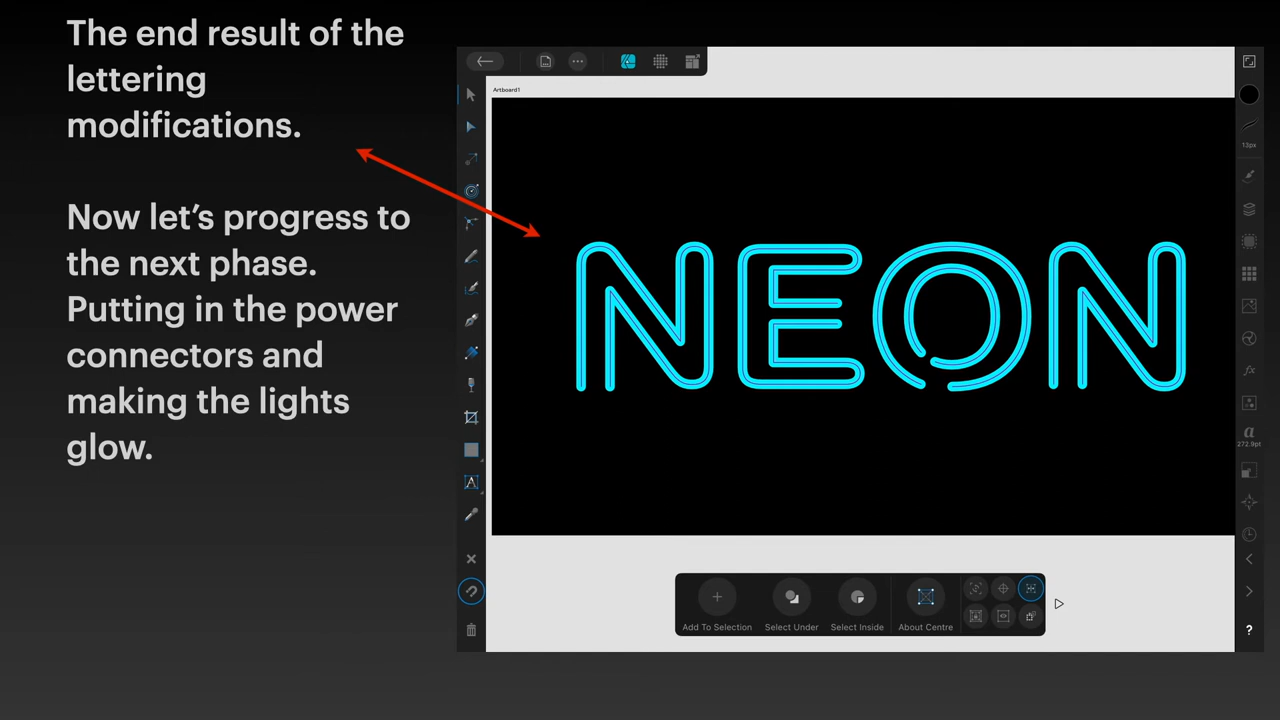 The end result of the
lettering
modifications.
Now let’s progress to
the next phase.
Putting in the power
connectors and
making the lights
glow.
Artboard1
13px
NEON
fx
a
272.9pt
A
Add To Selection
Select Under
Select Inside
About Centre
?